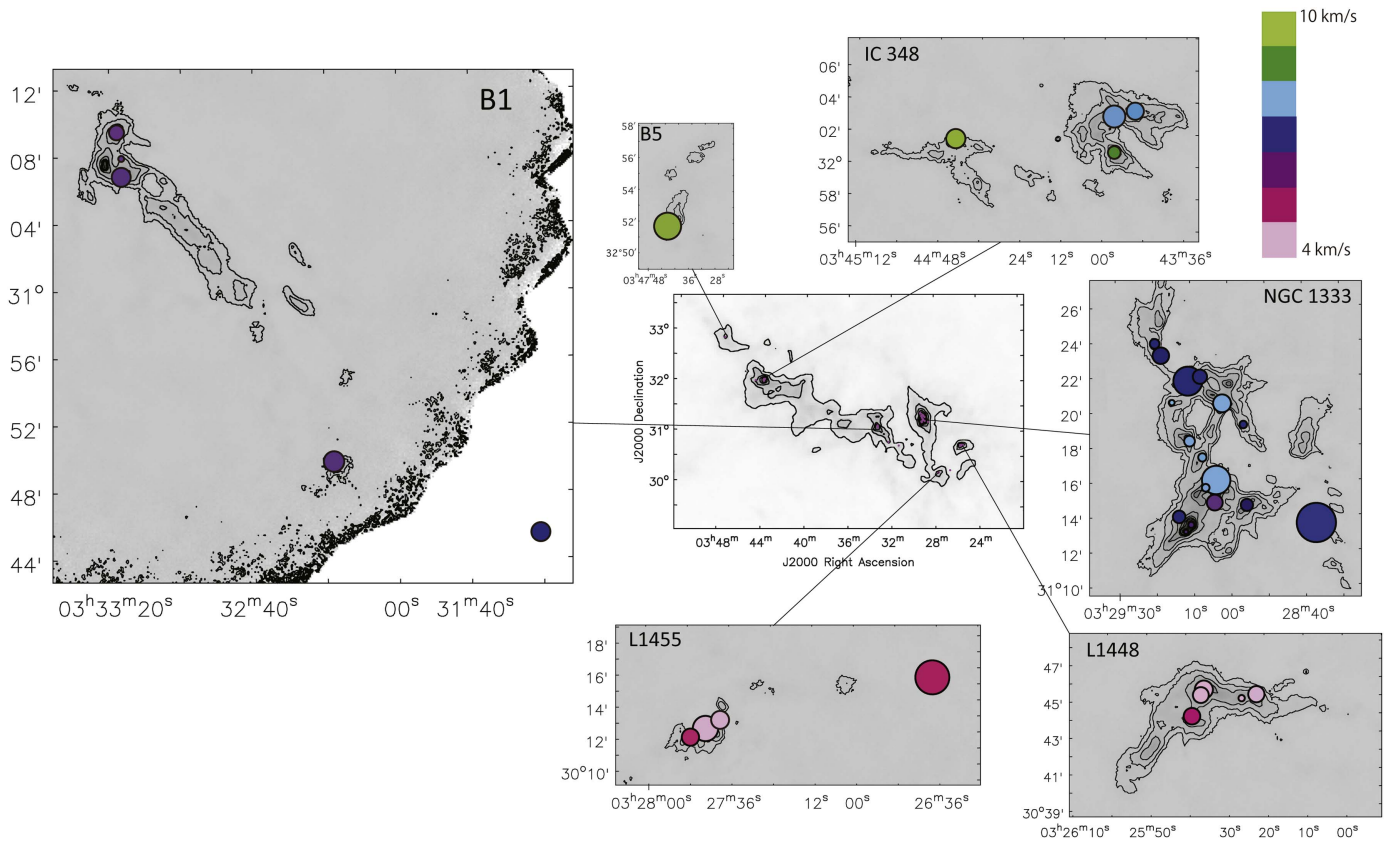 10 km/s
4 km/s
B1
12'
08'
04'
31°
56'
52'
48'
44'
03ʰ33ᵐ20ˢ 32ᵐ40ˢ 00ˢ 31ᵐ40ˢ
B5
58'
56'
54'
52'
32°50'
03ʰ47ᵐ48ˢ 36ˢ 28ˢ
IC 348
06'
04'
02'
32°
58'
56'
03ʰ45ᵐ12ˢ 44ᵐ48ˢ 24ˢ 12ˢ 00ˢ 43ᵐ36ˢ
J2000 Declination
33°
32°
31°
30°
03ʰ48ᵐ 44ᵐ 40ᵐ 36ᵐ 32ᵐ 28ᵐ 24ᵐ
J2000 Right Ascension
NGC 1333
26'
24'
22'
20'
18'
16'
14'
12'
31°10'
03ʰ29ᵐ30ˢ 10ˢ 00ˢ 28ᵐ40ˢ
L1455
18'
16'
14'
12'
30°10'
03ʰ28ᵐ00ˢ 27ᵐ36ˢ 12ˢ 00ˢ 26ᵐ36ˢ
L1448
47'
45'
43'
41'
30°39'
03ʰ26ᵐ10ˢ 25ᵐ50ˢ 30ˢ 20ˢ 10ˢ 00ˢ